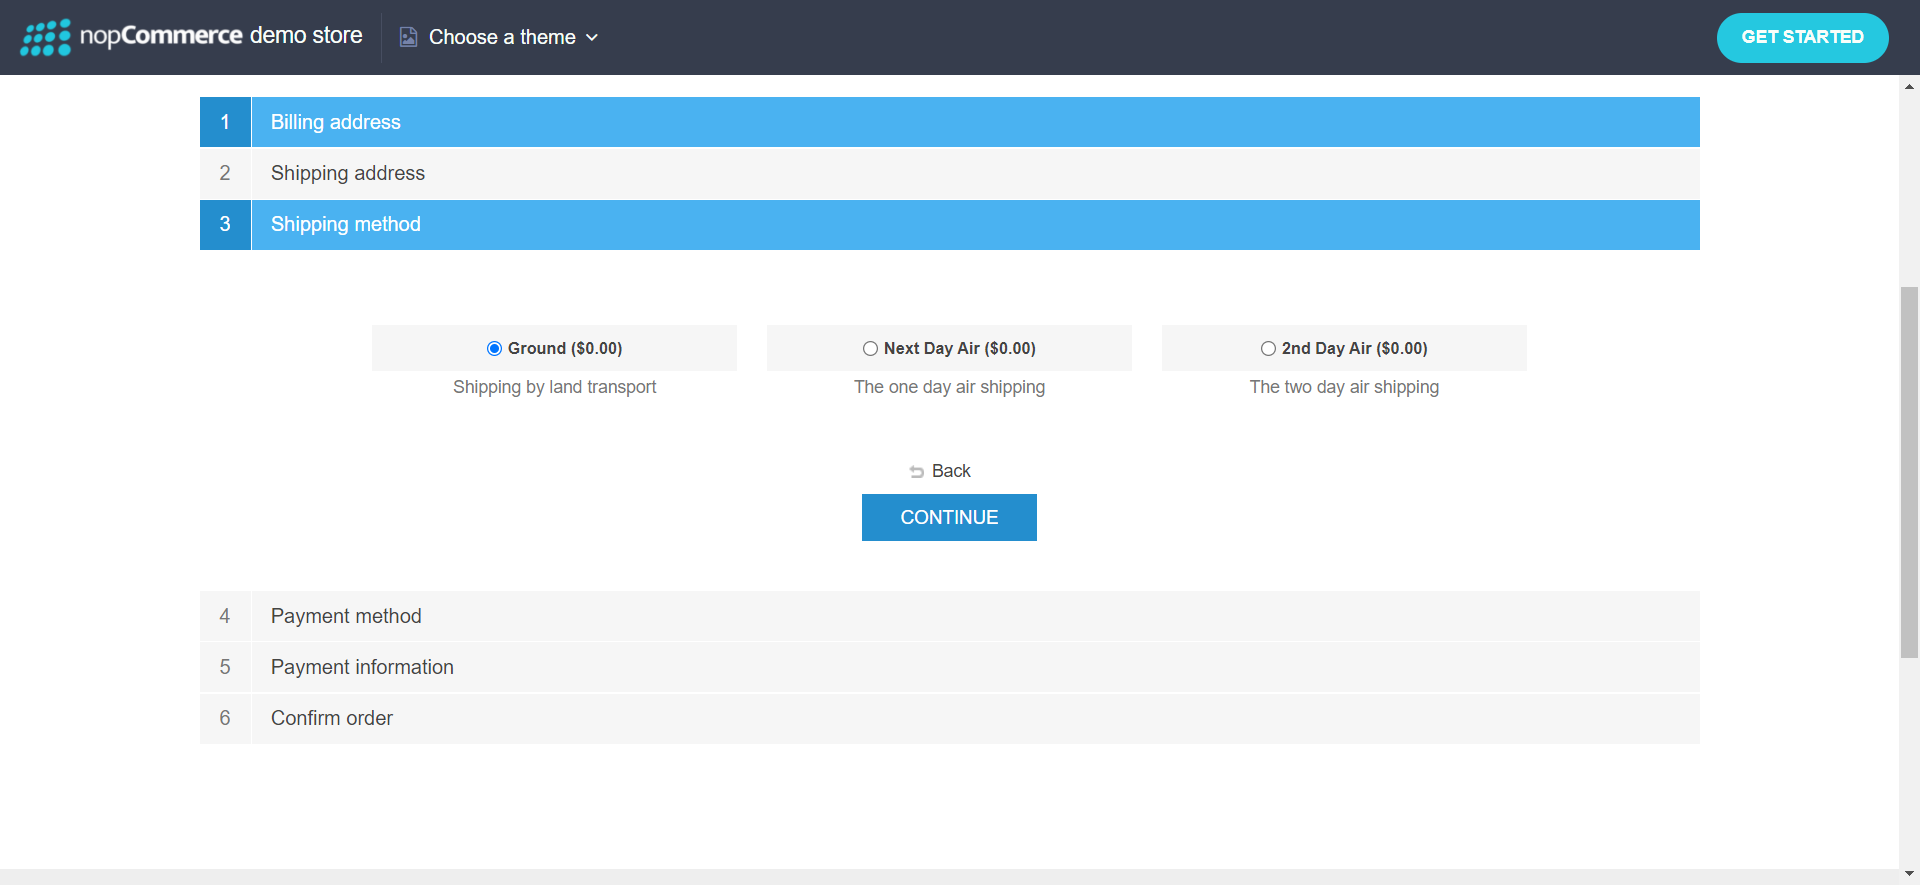 nopCommerce demo store
Choose a theme
GET STARTED
1 Billing address
2 Shipping address
3 Shipping method
Ground ($0.00)
Shipping by land transport
Next Day Air ($0.00)
The one day air shipping
2nd Day Air ($0.00)
The two day air shipping
Back
CONTINUE
4 Payment method
5 Payment information
6 Confirm order